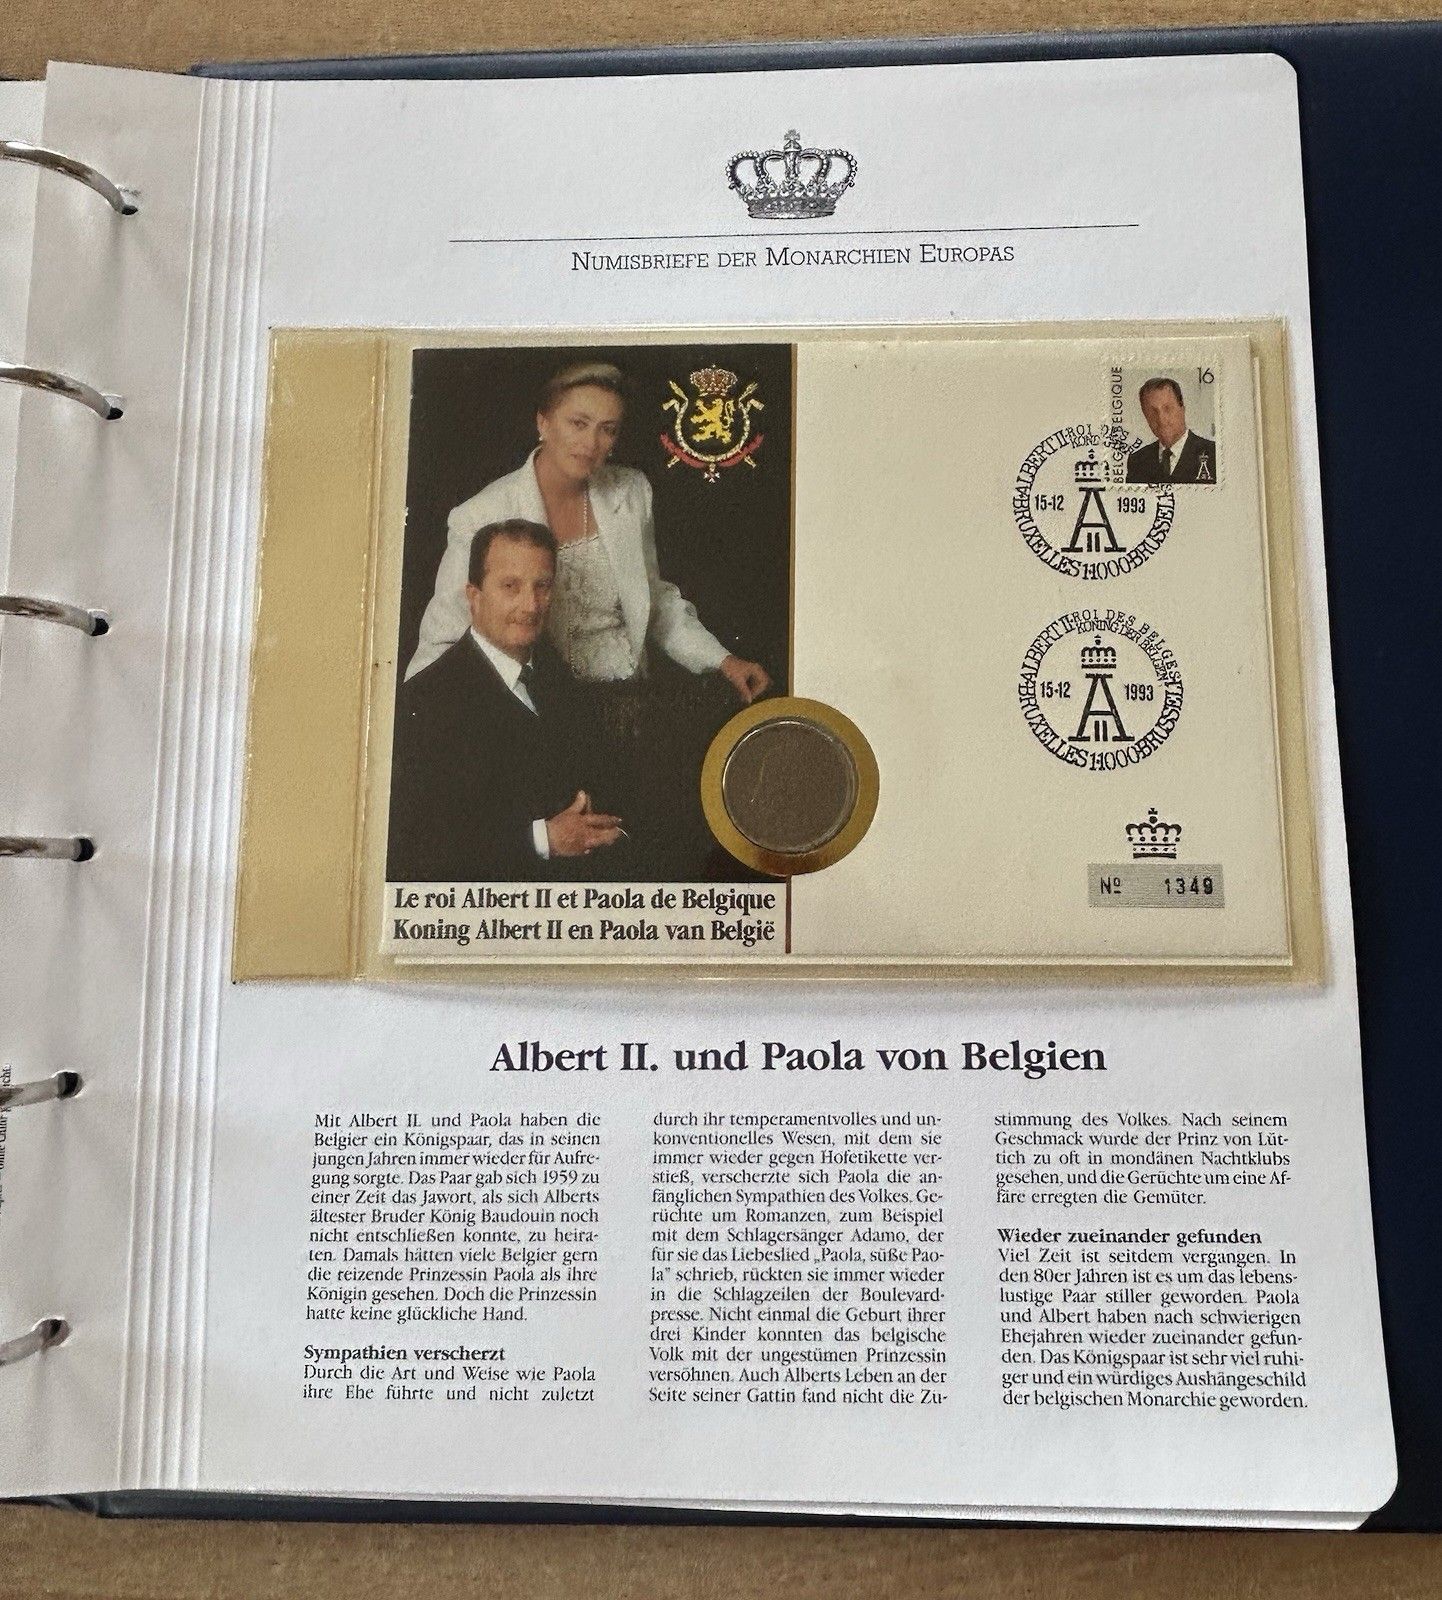 NUMISBRIEFE DER MONARCHIEN EUROPAS
16
BELGIQUE
ALBERT II·ROI DES BELGES
KONING DER BELGEN
15-12 1993
A
II
BRUXELLES 1·1000·BRUSSEL 1
ALBERT II·ROI DES BELGES
KONING DER BELGEN
15-12 1993
A
II
BRUXELLES 1·1000·BRUSSEL 1
Nº 1349
Le roi Albert II et Paola de Belgique
Koning Albert II en Paola van België
Albert II. und Paola von Belgien
Mit Albert II. und Paola haben die
Belgier ein Königspaar, das in seinen
jungen Jahren immer wieder für Aufre-
gung sorgte. Das Paar gab sich 1959 zu
einer Zeit das Jawort, als sich Alberts
ältester Bruder König Baudouin noch
nicht entschließen konnte, zu heira-
ten. Damals hätten viele Belgier gern
die reizende Prinzessin Paola als ihre
Königin gesehen. Doch die Prinzessin
hatte keine glückliche Hand.
Sympathien verscherzt
Durch die Art und Weise wie Paola
ihre Ehe führte und nicht zuletzt
durch ihr temperamentvolles und un-
konventionelles Wesen, mit dem sie
immer wieder gegen Hofetikette ver-
stieß, verscherzte sich Paola die an-
fänglichen Sympathien des Volkes. Ge-
rüchte um Romanzen, zum Beispiel
mit dem Schlagersänger Adamo, der
für sie das Liebeslied „Paola, süße Pao-
la" schrieb, rückten sie immer wieder
in die Schlagzeilen der Boulevard-
presse. Nicht einmal die Geburt ihrer
drei Kinder konnten das belgische
Volk mit der ungestümen Prinzessin
versöhnen. Auch Alberts Leben an der
Seite seiner Gattin fand nicht die Zu-
stimmung des Volkes. Nach seinem
Geschmack wurde der Prinz von Lüt-
tich zu oft in mondänen Nachtklubs
gesehen, und die Gerüchte um eine Af-
färe erregten die Gemüter.
Wieder zueinander gefunden
Viel Zeit ist seitdem vergangen. In
den 80er Jahren ist es um das lebens-
lustige Paar stiller geworden. Paola
und Albert haben nach schwierigen
Ehejahren wieder zueinander gefun-
den. Das Königspaar ist sehr viel ruhi-
ger und ein würdiges Aushängeschild
der belgischen Monarchie geworden.